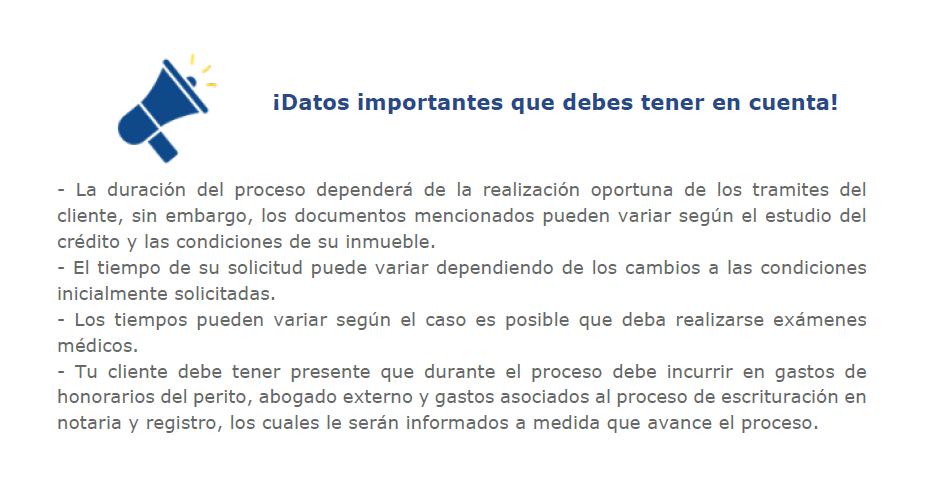 ¡Datos importantes que debes tener en cuenta!
- La duración del proceso dependerá de la realización oportuna de los tramites del
cliente, sin embargo, los documentos mencionados pueden variar según el estudio del
crédito y las condiciones de su inmueble.
- El tiempo de su solicitud puede variar dependiendo de los cambios a las condiciones
inicialmente solicitadas.
- Los tiempos pueden variar según el caso es posible que deba realizarse exámenes
médicos.
- Tu cliente debe tener presente que durante el proceso debe incurrir en gastos de
honorarios del perito, abogado externo y gastos asociados al proceso de escrituración en
notaria y registro, los cuales le serán informados a medida que avance el proceso.